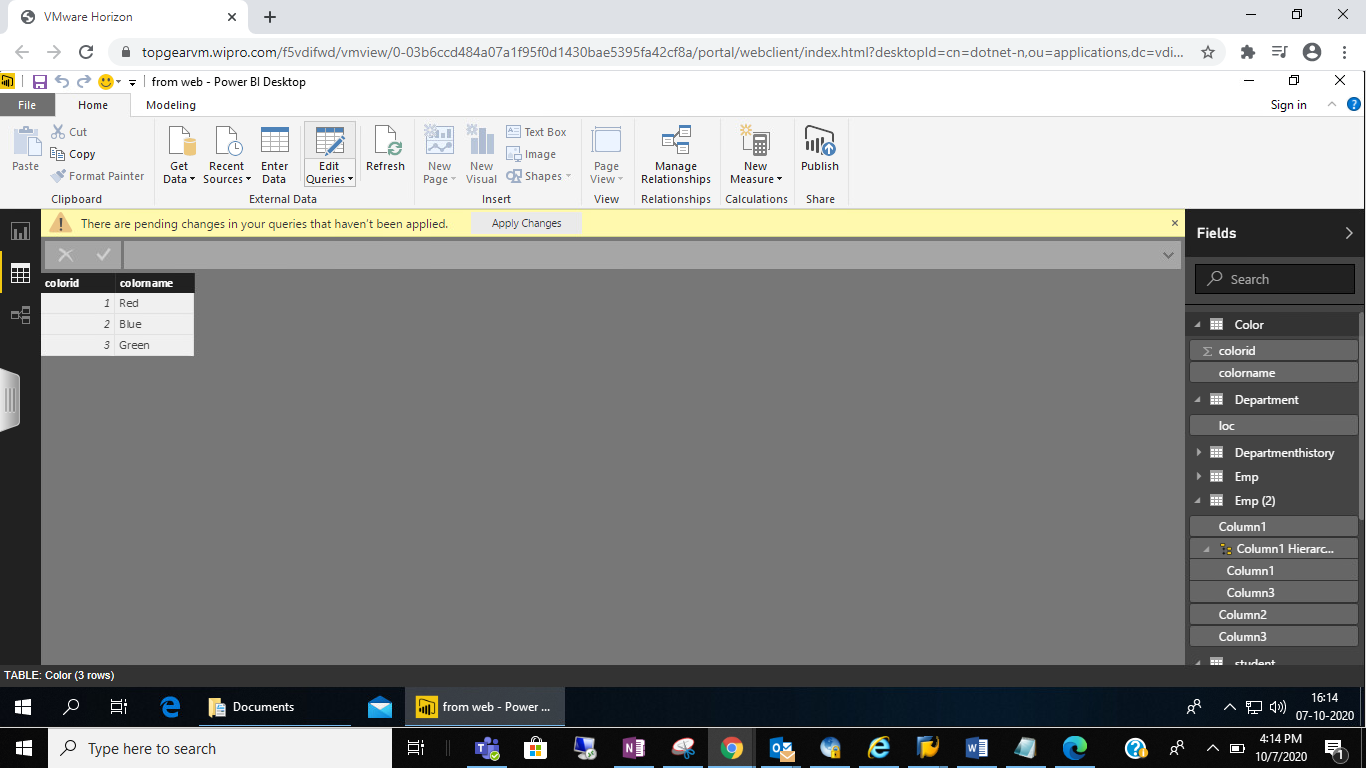 VMware Horizon
topgearvm.wipro.com/f5vdifwd/vmview/0-03b6ccd484a07a1f95f0d1430bae5395fa42cf8a/portal/webclient/index.html?desktopId=cn=dotnet-n,ou=applications,dc=vdi...
from web - Power BI Desktop
File Home Modeling Sign in
Paste
Cut
Copy
Format Painter
Clipboard
Get Data
Recent Sources
Enter Data
Edit Queries
Refresh
External Data
New Page
New Visual
Text Box
Image
Shapes
Insert
Page View
View
Manage Relationships
Relationships
New Measure
Calculations
Publish
Share
There are pending changes in your queries that haven't been applied. Apply Changes
Fields
Search
colorid colorname
1 Red
2 Blue
3 Green
Color
colorid
colorname
Department
loc
Departmenthistory
Emp
Emp (2)
Column1
Column1 Hierarc...
Column1
Column3
Column2
Column3
student
TABLE: Color (3 rows)
Documents
from web - Power ...
16:14
07-10-2020
Type here to search
4:14 PM
10/7/2020
1